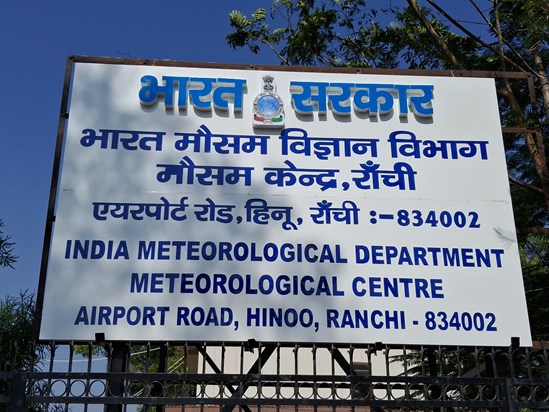 भारत सरकार
भारत मौसम विज्ञान विभाग
मौसम केन्द्र, राँची
एयरपोर्ट रोड, हिनू, राँची :-834002
INDIA METEOROLOGICAL DEPARTMENT
METEOROLOGICAL CENTRE
AIRPORT ROAD, HINOO, RANCHI - 834002